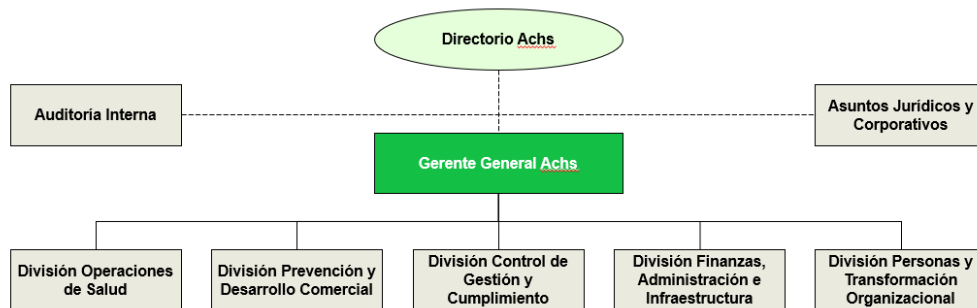 Directorio Achs
Auditoría Interna
Asuntos Jurídicos y
Corporativos
Gerente General Achs
División Operaciones
de Salud
División Prevención y
Desarrollo Comercial
División Control de
Gestión y
Cumplimiento
División Finanzas,
Administración e
Infraestructura
División Personas y
Transformación
Organizacional